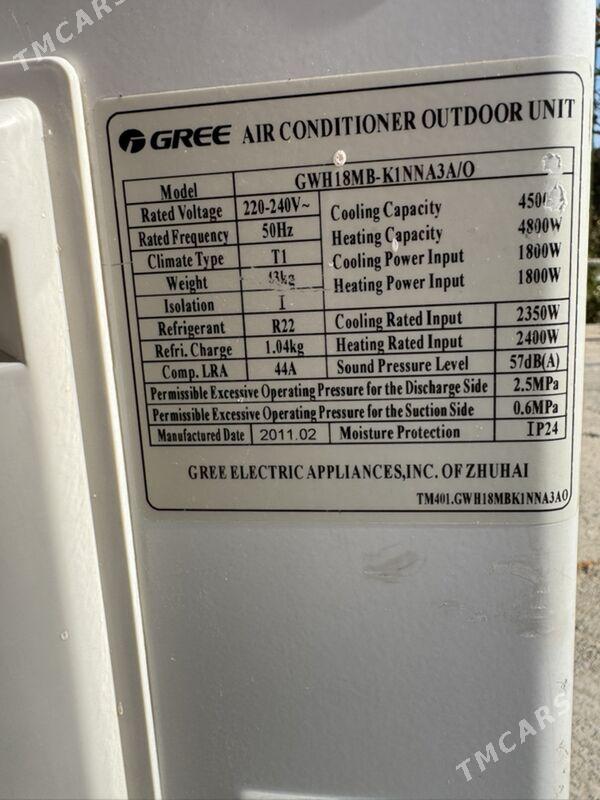 TMCARS
GREE AIR CONDITIONER OUTDOOR UNIT
Model GWH18MB-K1NNA3A/O
Rated Voltage 220-240V~ Cooling Capacity
Rated Frequency 50Hz Heating Capacity 4800W
Climate Type T1 Cooling Power Input 1800W
Weight Heating Power Input 1800W
Isolation I
Refrigerant R22 Cooling Rated Input 2350W
Refri. Charge 1.04kg Heating Rated Input 2400W
Comp. LRA 44A Sound Pressure Level 57dB(A)
Permissible Excessive Operating Pressure for the Discharge Side 2.5MPa
Permissible Excessive Operating Pressure for the Suction Side 0.6MPa
Manufactured Date 2011.02 Moisture Protection IP24
GREE ELECTRIC APPLIANCES,INC. OF ZHUHAI
TM401.GWH18MBK1NNA3AO
TMCARS